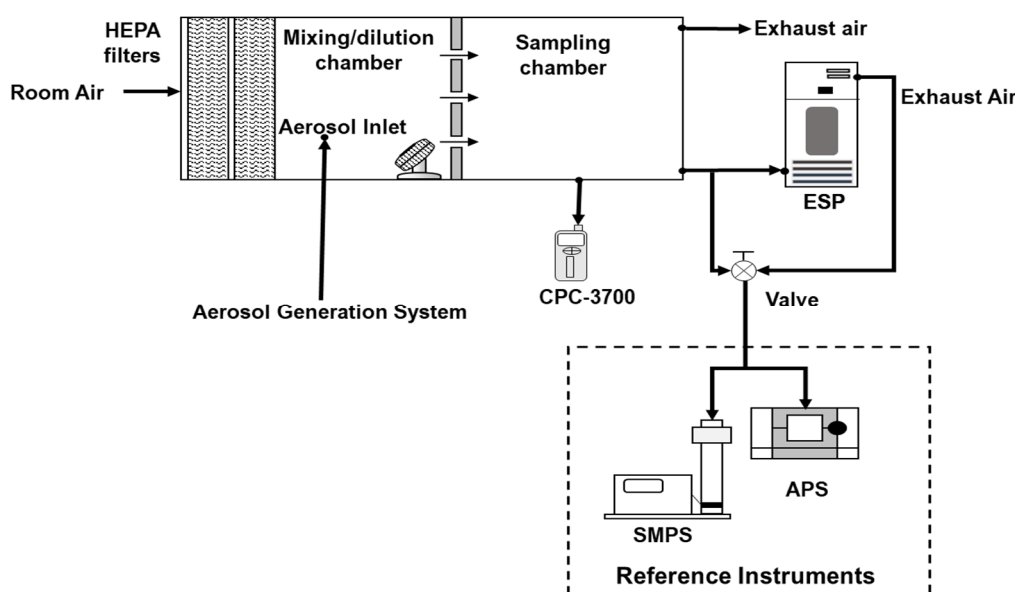 HEPA
filters
Mixing/dilution
chamber
Sampling
chamber
Exhaust air
Room Air
Exhaust Air
Aerosol Inlet
ESP
CPC-3700
Valve
Aerosol Generation System
APS
SMPS
Reference Instruments